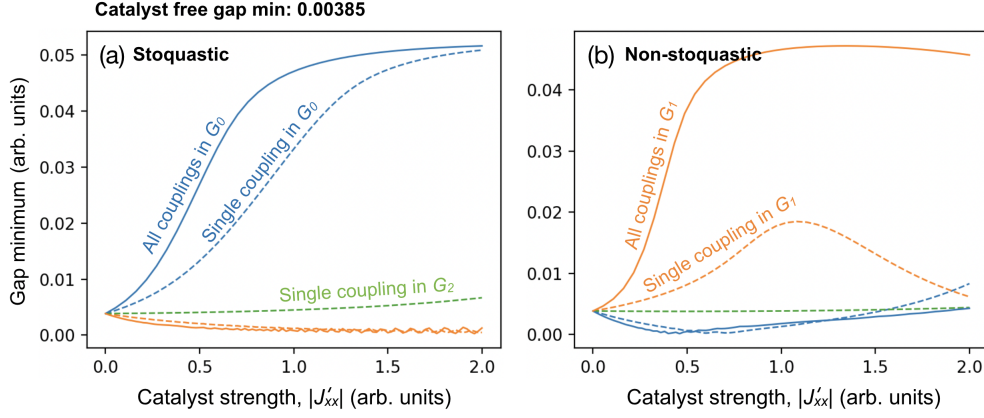 Catalyst free gap min: 0.00385
(a) Stoquastic
Gap minimum (arb. units)
0.05
0.04
0.03
0.02
0.01
0.00
All couplings in G₀
Single coupling in G₀
Single coupling in G₂
0.0 0.5 1.0 1.5 2.0
Catalyst strength, |J′ₓₓ| (arb. units)
(b) Non-stoquastic
0.04
0.03
0.02
0.01
0.00
All couplings in G₁
Single coupling in G₁
0.0 0.5 1.0 1.5 2.0
Catalyst strength, |J′ₓₓ| (arb. units)